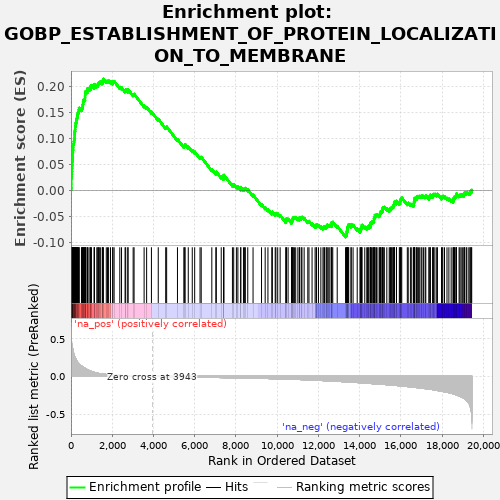 Enrichment plot:
GOBP_ESTABLISHMENT_OF_PROTEIN_LOCALIZATI
ON_TO_MEMBRANE
Enrichment score (ES)
0.20
0.15
0.10
0.05
0.00
-0.05
-0.10
'na_pos' (positively correlated)
Ranked list metric (PreRanked)
0.5
0.0
-0.5
Zero cross at 3943
'na_neg' (negatively correlated)
0 2,000 4,000 6,000 8,000 10,000 12,000 14,000 16,000 18,000 20,000
Rank in Ordered Dataset
Enrichment profile Hits Ranking metric scores